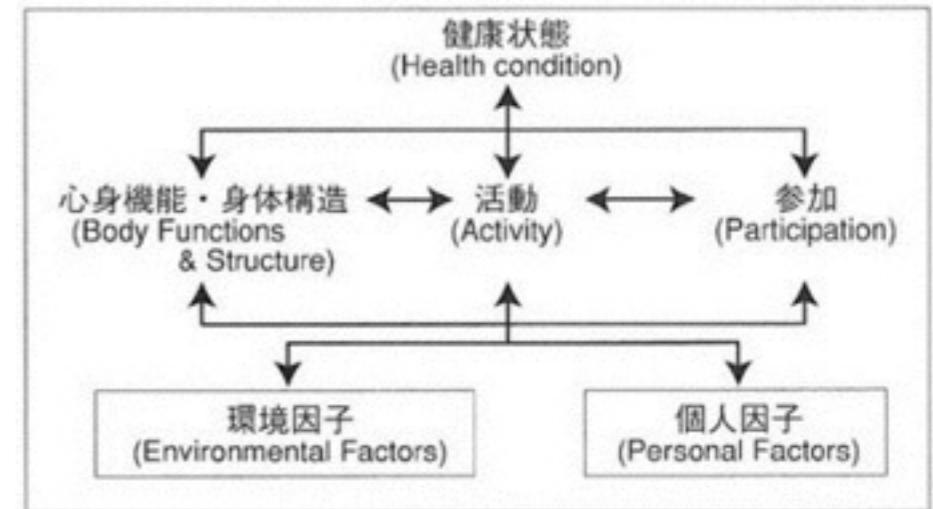 健康状態
(Health condition)
心身機能・身体構造
(Body Functions
& Structure)
活動
(Activity)
参加
(Participation)
環境因子
(Environmental Factors)
個人因子
(Personal Factors)